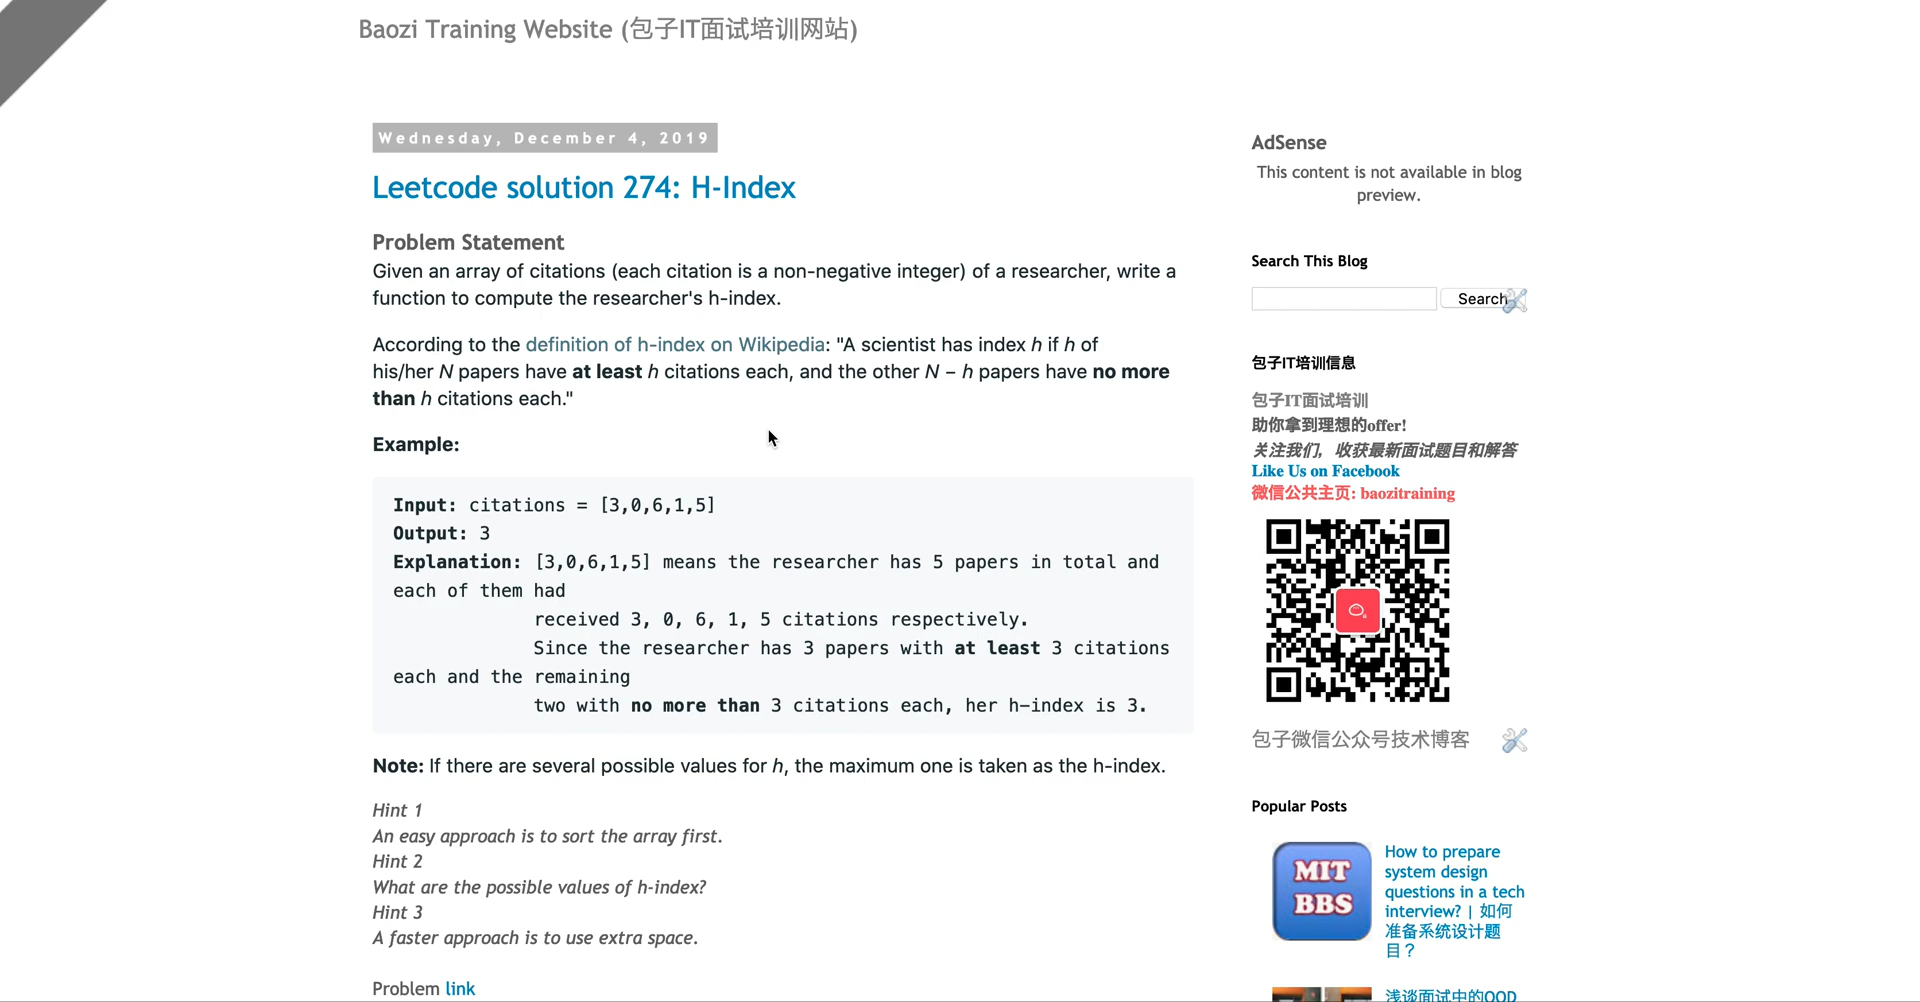 Baozi Training Website (包子IT面试培训网站)
Wednesday, December 4, 2019
Leetcode solution 274: H-Index
Problem Statement
Given an array of citations (each citation is a non-negative integer) of a researcher, write a
function to compute the researcher's h-index.
According to the definition of h-index on Wikipedia: "A scientist has index h if h of
his/her N papers have at least h citations each, and the other N − h papers have no more
than h citations each."
Example:
Input: citations = [3,0,6,1,5]
Output: 3
Explanation: [3,0,6,1,5] means the researcher has 5 papers in total and
each of them had
received 3, 0, 6, 1, 5 citations respectively.
Since the researcher has 3 papers with at least 3 citations
each and the remaining
two with no more than 3 citations each, her h-index is 3.
Note: If there are several possible values for h, the maximum one is taken as the h-index.
Hint 1
An easy approach is to sort the array first.
Hint 2
What are the possible values of h-index?
Hint 3
A faster approach is to use extra space.
Problem link
AdSense
This content is not available in blog
preview.
Search This Blog
Search
包子IT培训信息
包子IT面试培训
助你拿到理想的offer!
关注我们，收获最新面试题目和解答
Like Us on Facebook
微信公共主页: baozitraining
包子微信公众号技术博客
Popular Posts
MIT
BBS
How to prepare
system design
questions in a tech
interview? | 如何
准备系统设计题
目？
浅谈面试中的OOD